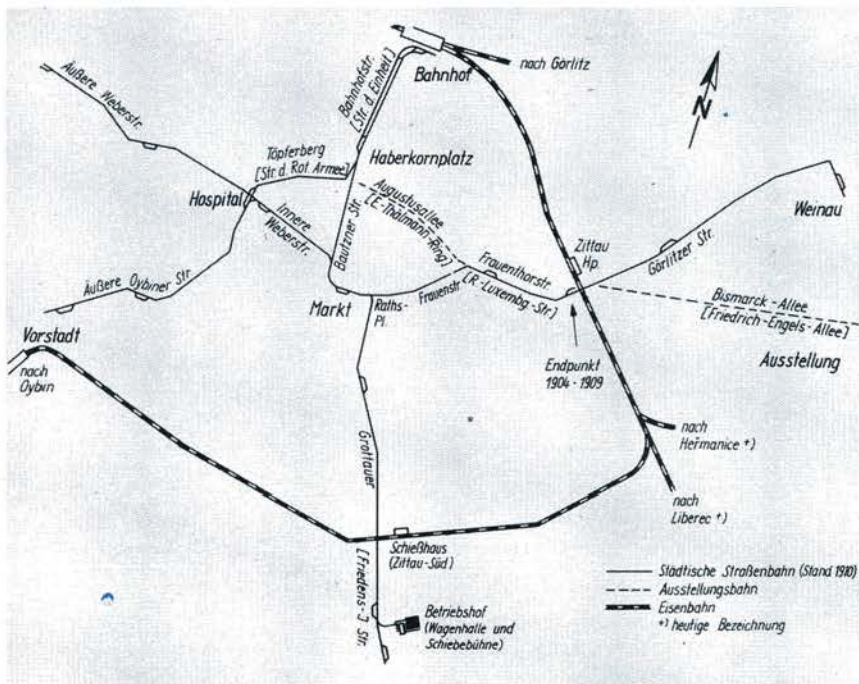 nach Görlitz
Bahnhof
N
Bahnhofstr.
[Str. d. Einheit]
Äußere Weberstr.
Töpferberg
[Str. d. Rot. Armee]
Haberkornplatz
Hospital
Innere
Weberstr.
Bautzner Str.
Augustusallee
[E.-Thälmann-Ring]
Weinau
Zittau
Hp.
Görlitzer Str.
Frauenthorstr.
[R.-Luxembg.-Str.]
Äußere Oybiner Str.
Markt
Raths-
Pl.
Frauenstr.
Bismarck-Allee
[Friedrich-Engels-Allee]
Ausstellung
Vorstadt
nach
Oybin
Endpunkt
1904-1909
Grottauer
[Friedens-] Str.
nach
Heřmanice +)
nach
Liberec +)
Schießhaus
(Zittau-Süd)
Betriebshof
(Wagenhalle und
Schiebebühne)
Städtische Straßenbahn (Stand 1910)
Ausstellungsbahn
Eisenbahn
+) heutige Bezeichnung